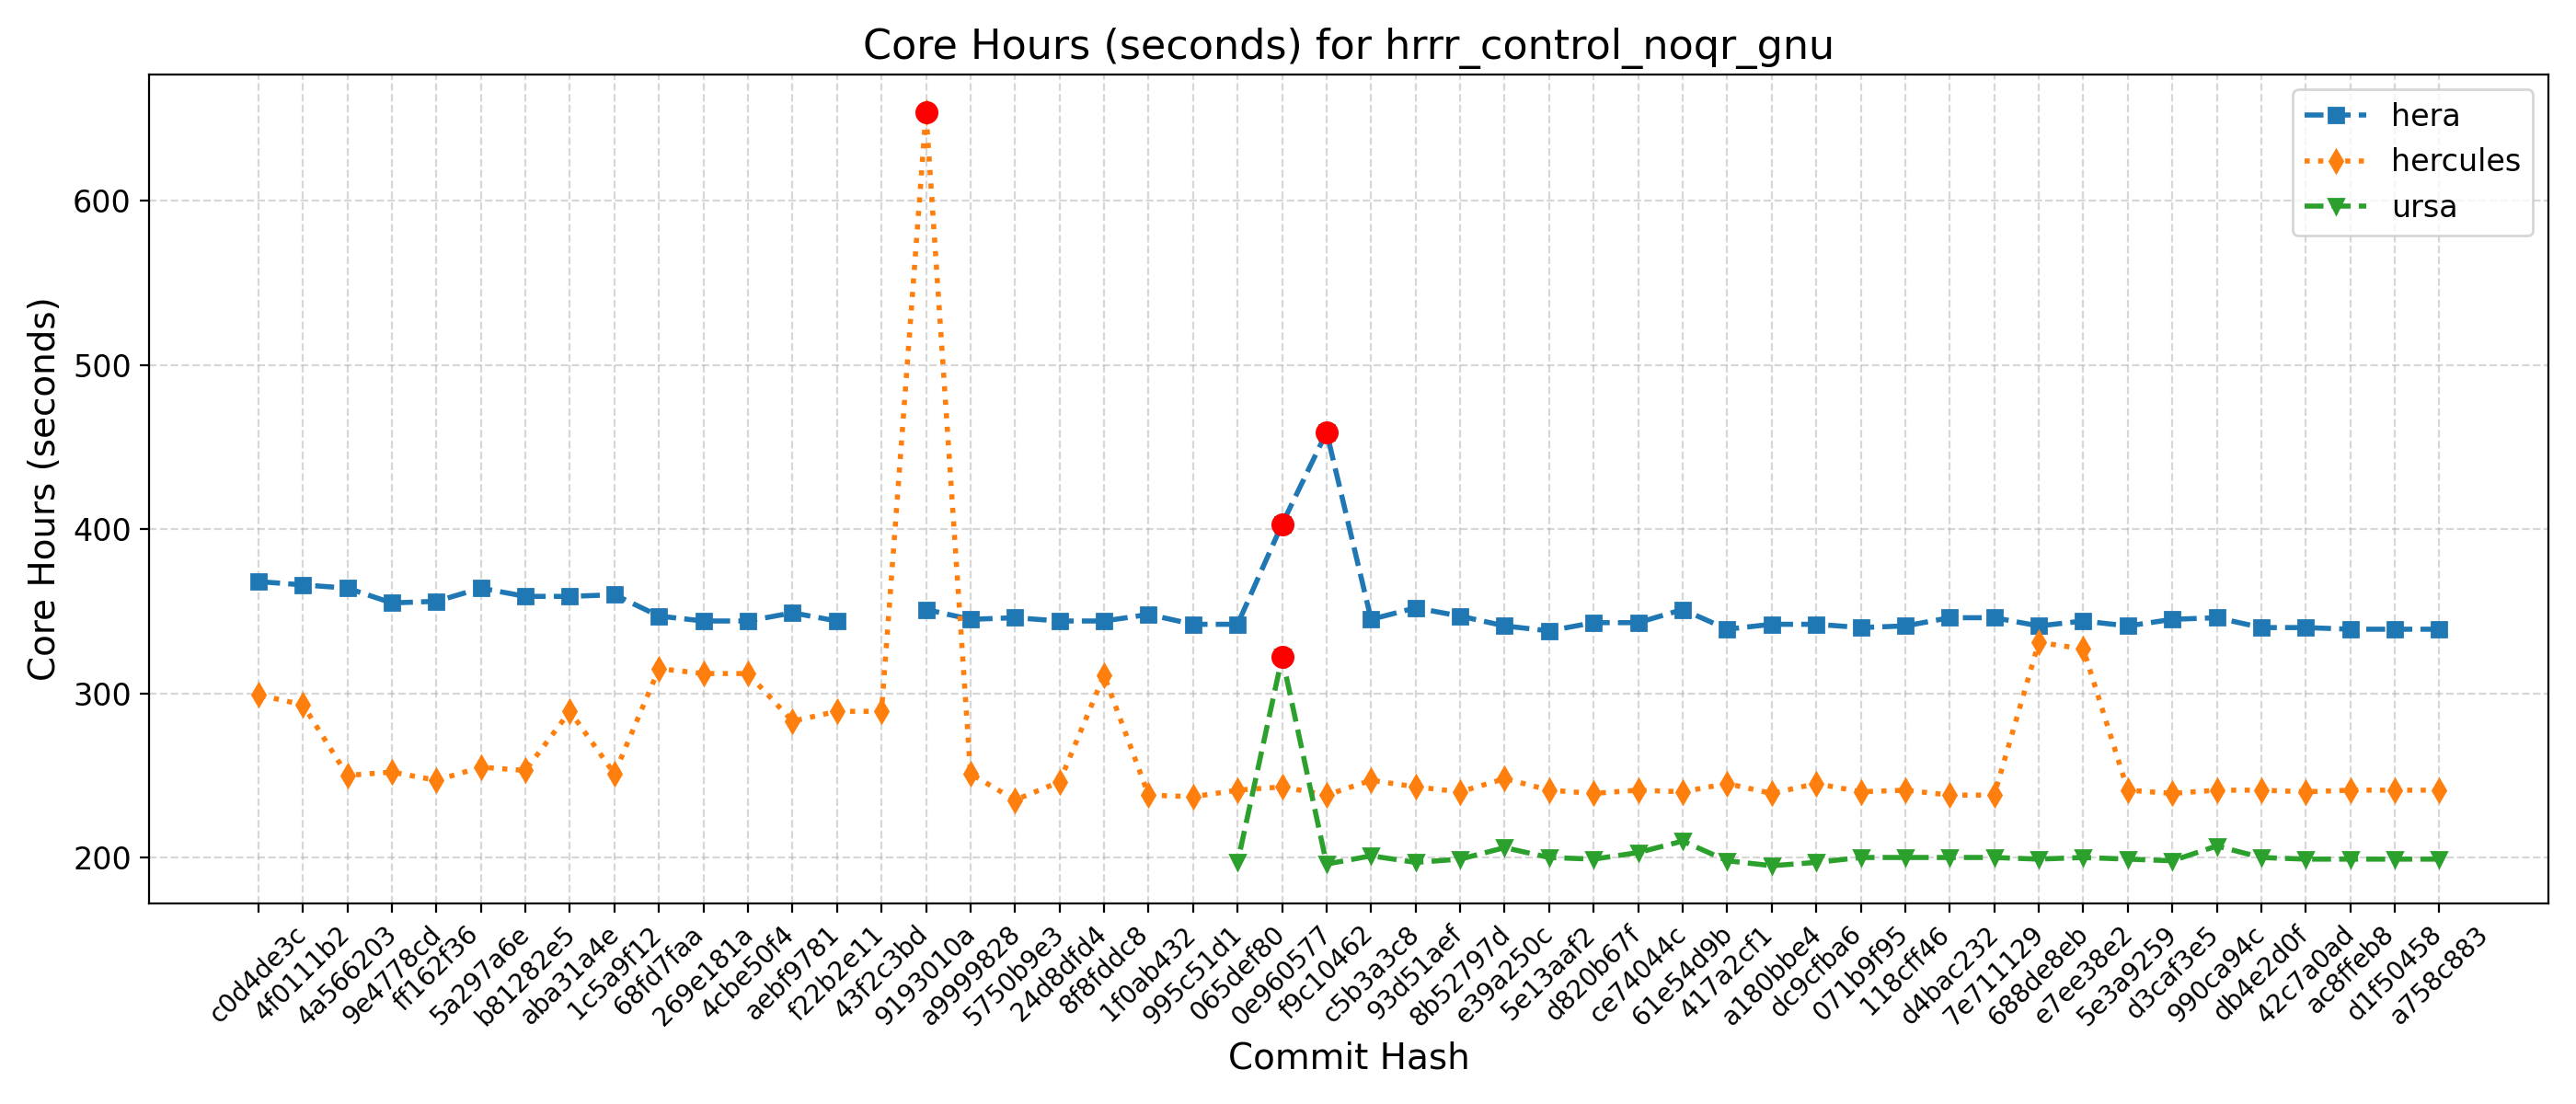 Core Hours (seconds) for hrrr_control_noqr_gnu
hera
hercules
ursa
Core Hours (seconds)
600
500
400
300
200
c0d4de3c
4f0111b2
4a566203
9e4778cd
ff162f36
5a297a6e
b81282e5
aba31a4e
1c5a9f12
68fd7faa
269e181a
4cbe50f4
aebf9781
f22b2e11
43f2c3bd
9193010a
a9999828
5750b9e3
24d8dfd4
8f8fddc8
1f0ab432
995c51d1
065def80
0e960577
f9c10462
c5b3a3c8
93d51aef
8b52797d
e39a250c
5e13aaf2
d820b67f
ce74044c
61e54d9b
417a2cf1
a180bbe4
dc9cfba6
071b9f95
118cff46
d4bac232
7e711129
688de8eb
e7ee38e2
5e3a9259
d3caf3e5
990ca94c
db4e2d0f
42c7a0ad
ac8ffeb8
d1f50458
a758c883
Commit Hash